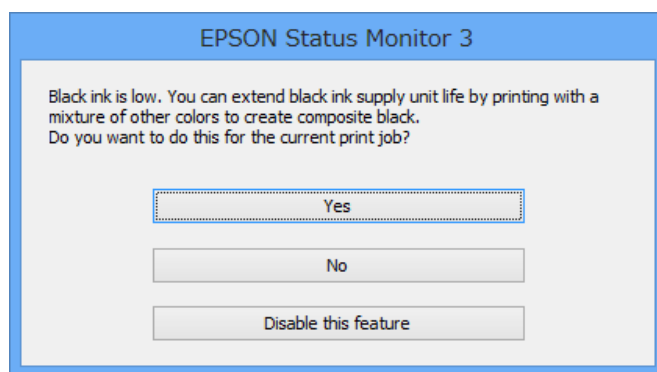 EPSON Status Monitor 3
Black ink is low. You can extend black ink supply unit life by printing with a
mixture of other colors to create composite black.
Do you want to do this for the current print job?
Yes
No
Disable this feature